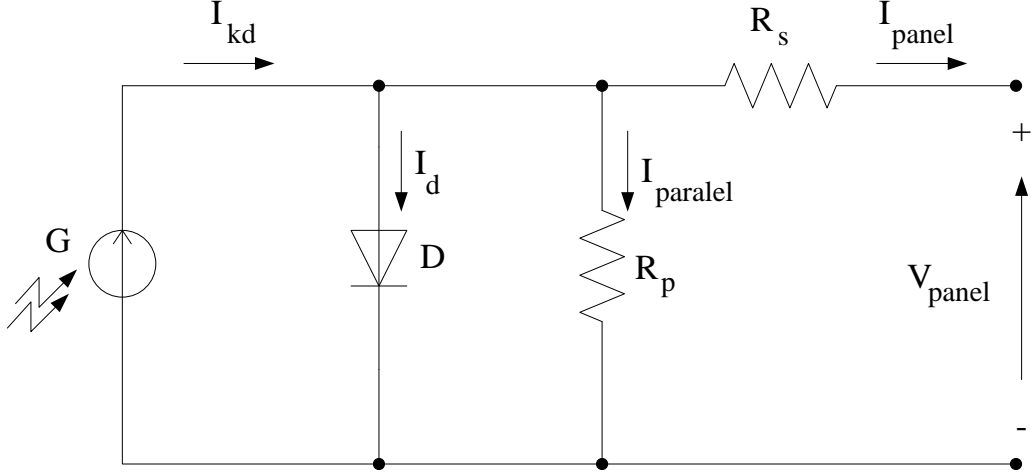 I_kd
R_s
I_panel
+
I_d
I_paralel
G
D
R_p
V_panel
-